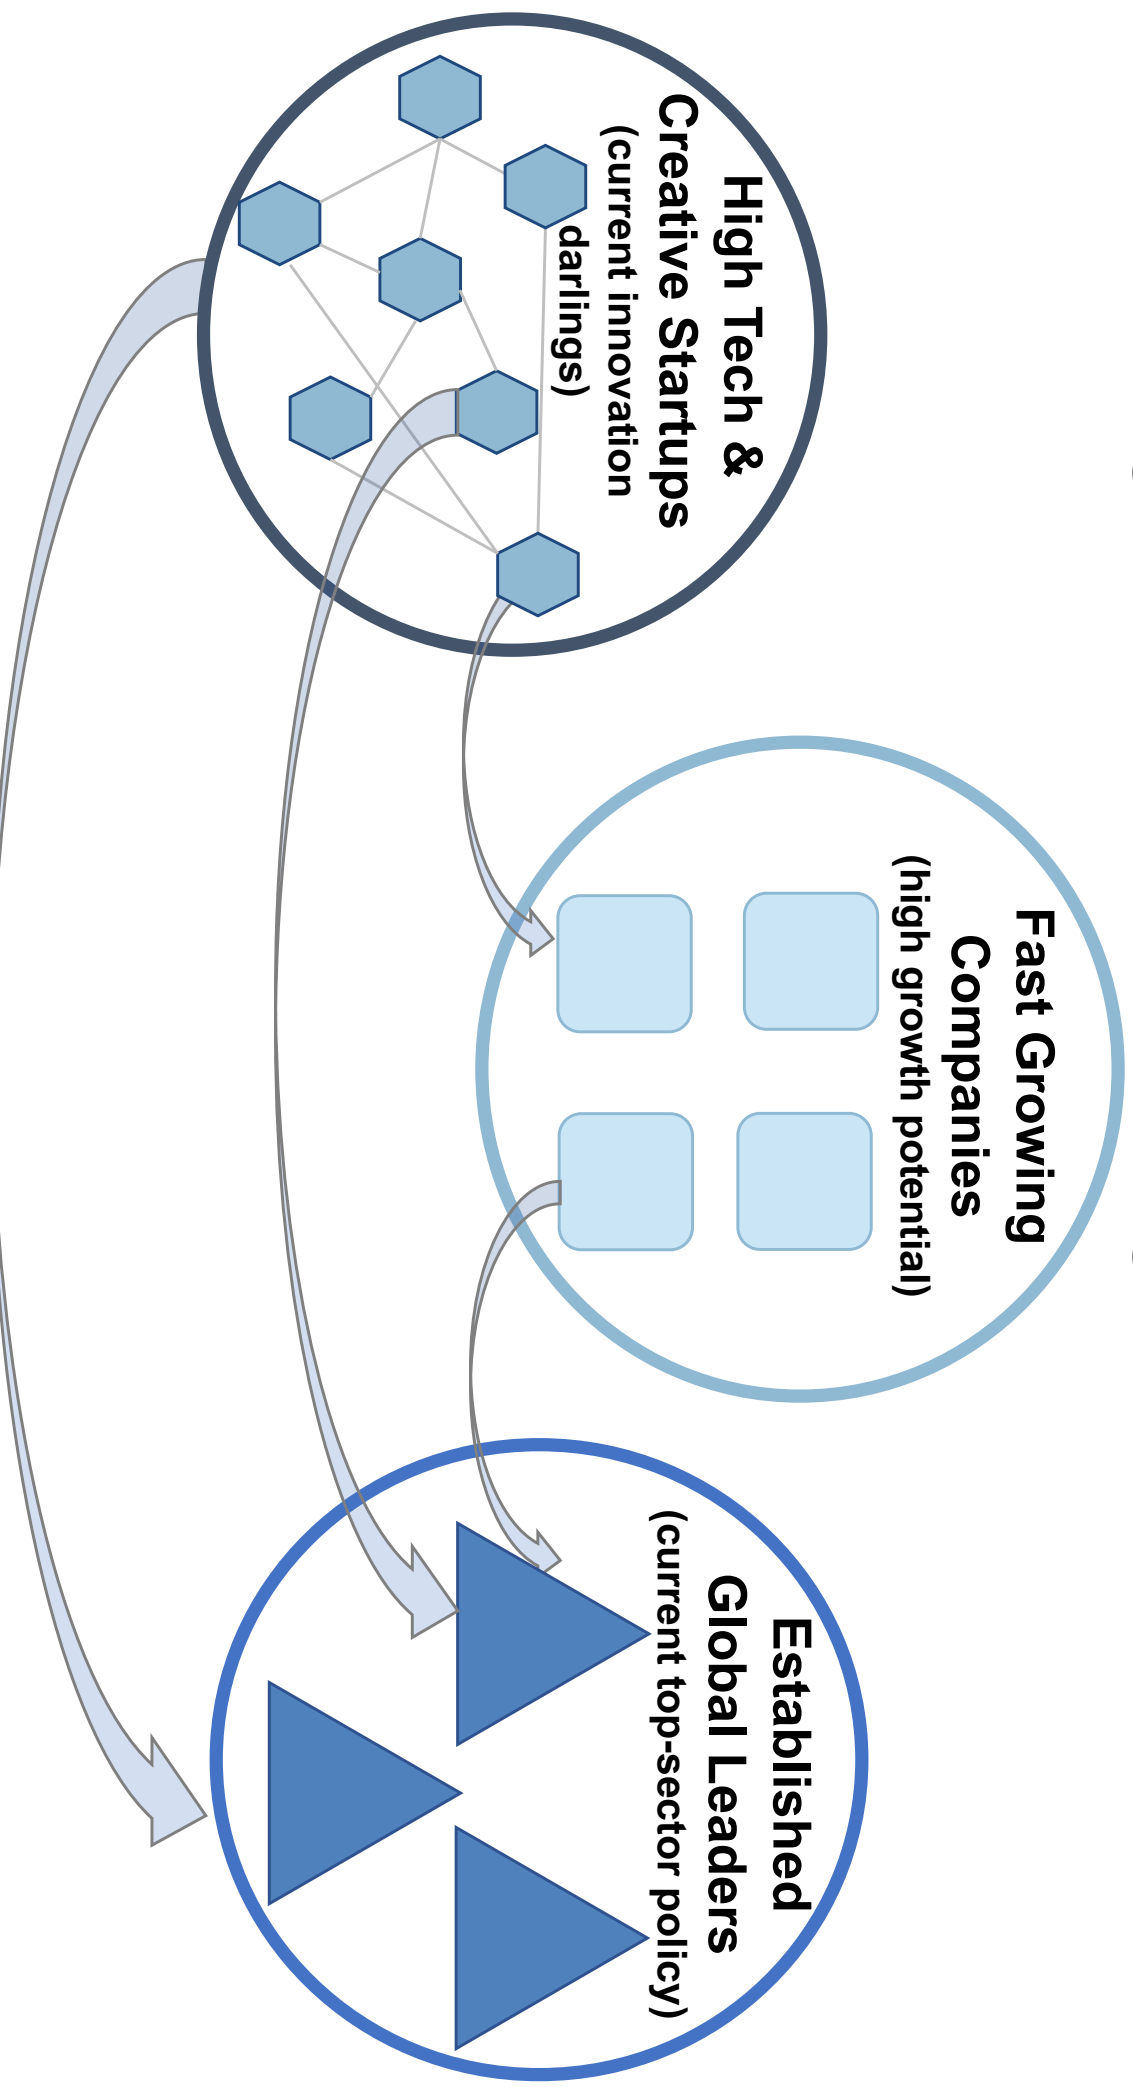 High Tech &
Creative Startups
(current innovation
darlings)
Fast Growing
Companies
(high growth potential)
Established
Global Leaders
(current top-sector policy)